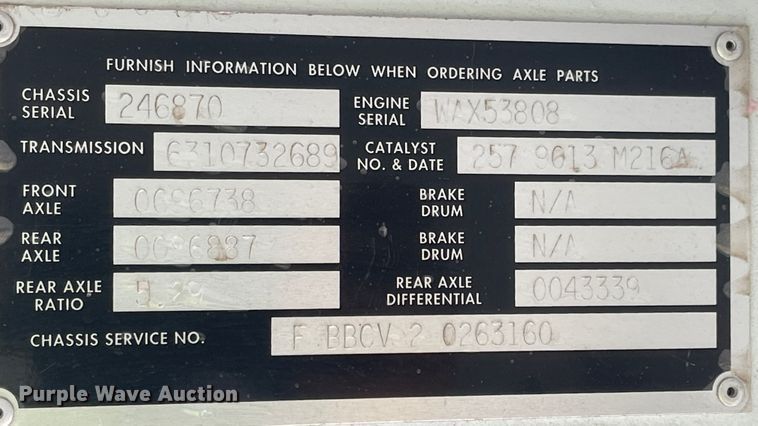 FURNISH INFORMATION BELOW WHEN ORDERING AXLE PARTS
CHASSIS SERIAL 246870 ENGINE SERIAL WAX53808
TRANSMISSION 6310732689 CATALYST NO. & DATE 257 9613 M216A
FRONT AXLE BRAKE DRUM N/A
REAR AXLE BRAKE DRUM N/A
REAR AXLE RATIO REAR AXLE DIFFERENTIAL 0043339
CHASSIS SERVICE NO. F BBCV 2 0263160
Purple Wave Auction